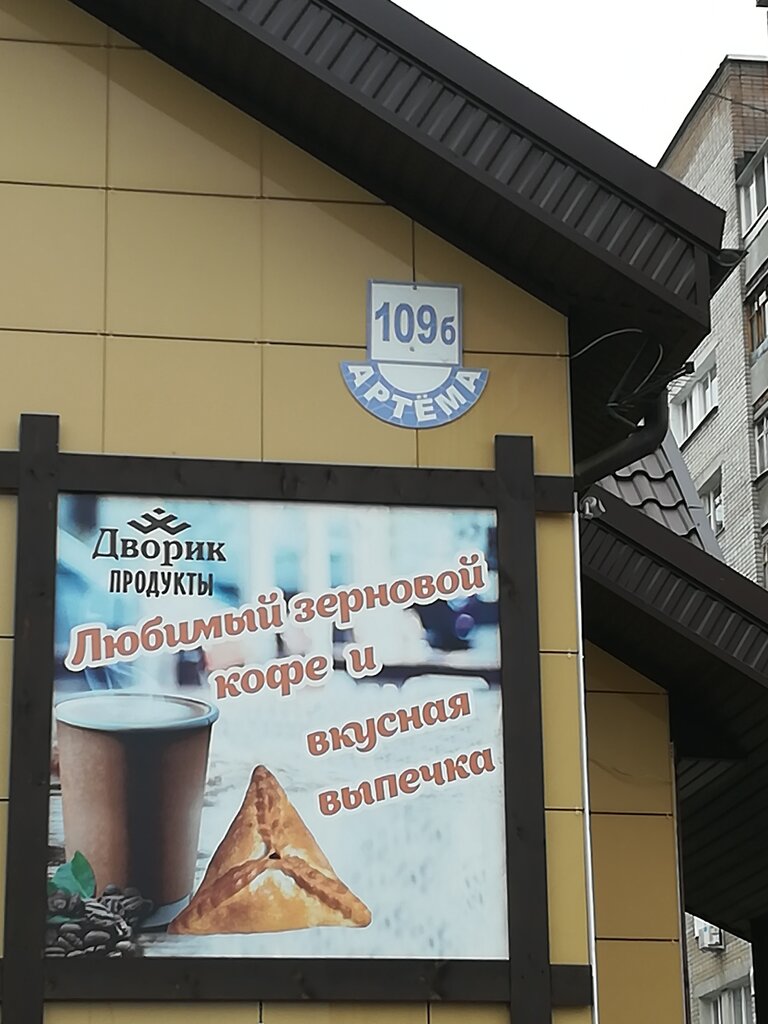 109б
АРТЁМА
Дворик
ПРОДУКТЫ
Любимый зерновой
кофе и
вкусная
выпечка